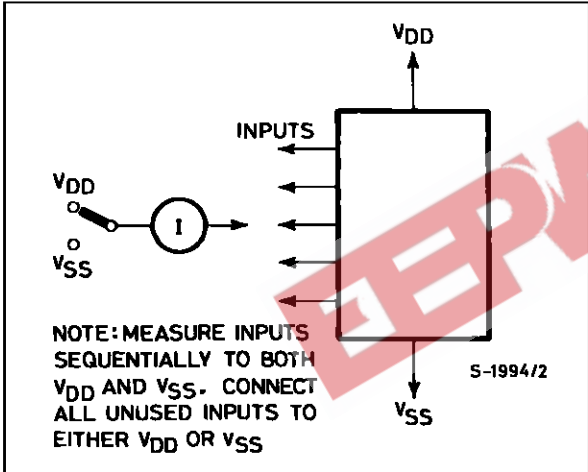 VDD
INPUTS
VDD
I
VSS
NOTE: MEASURE INPUTS
SEQUENTIALLY TO BOTH
VDD AND VSS. CONNECT
ALL UNUSED INPUTS TO
EITHER VDD OR VSS
S-1994/2
VSS